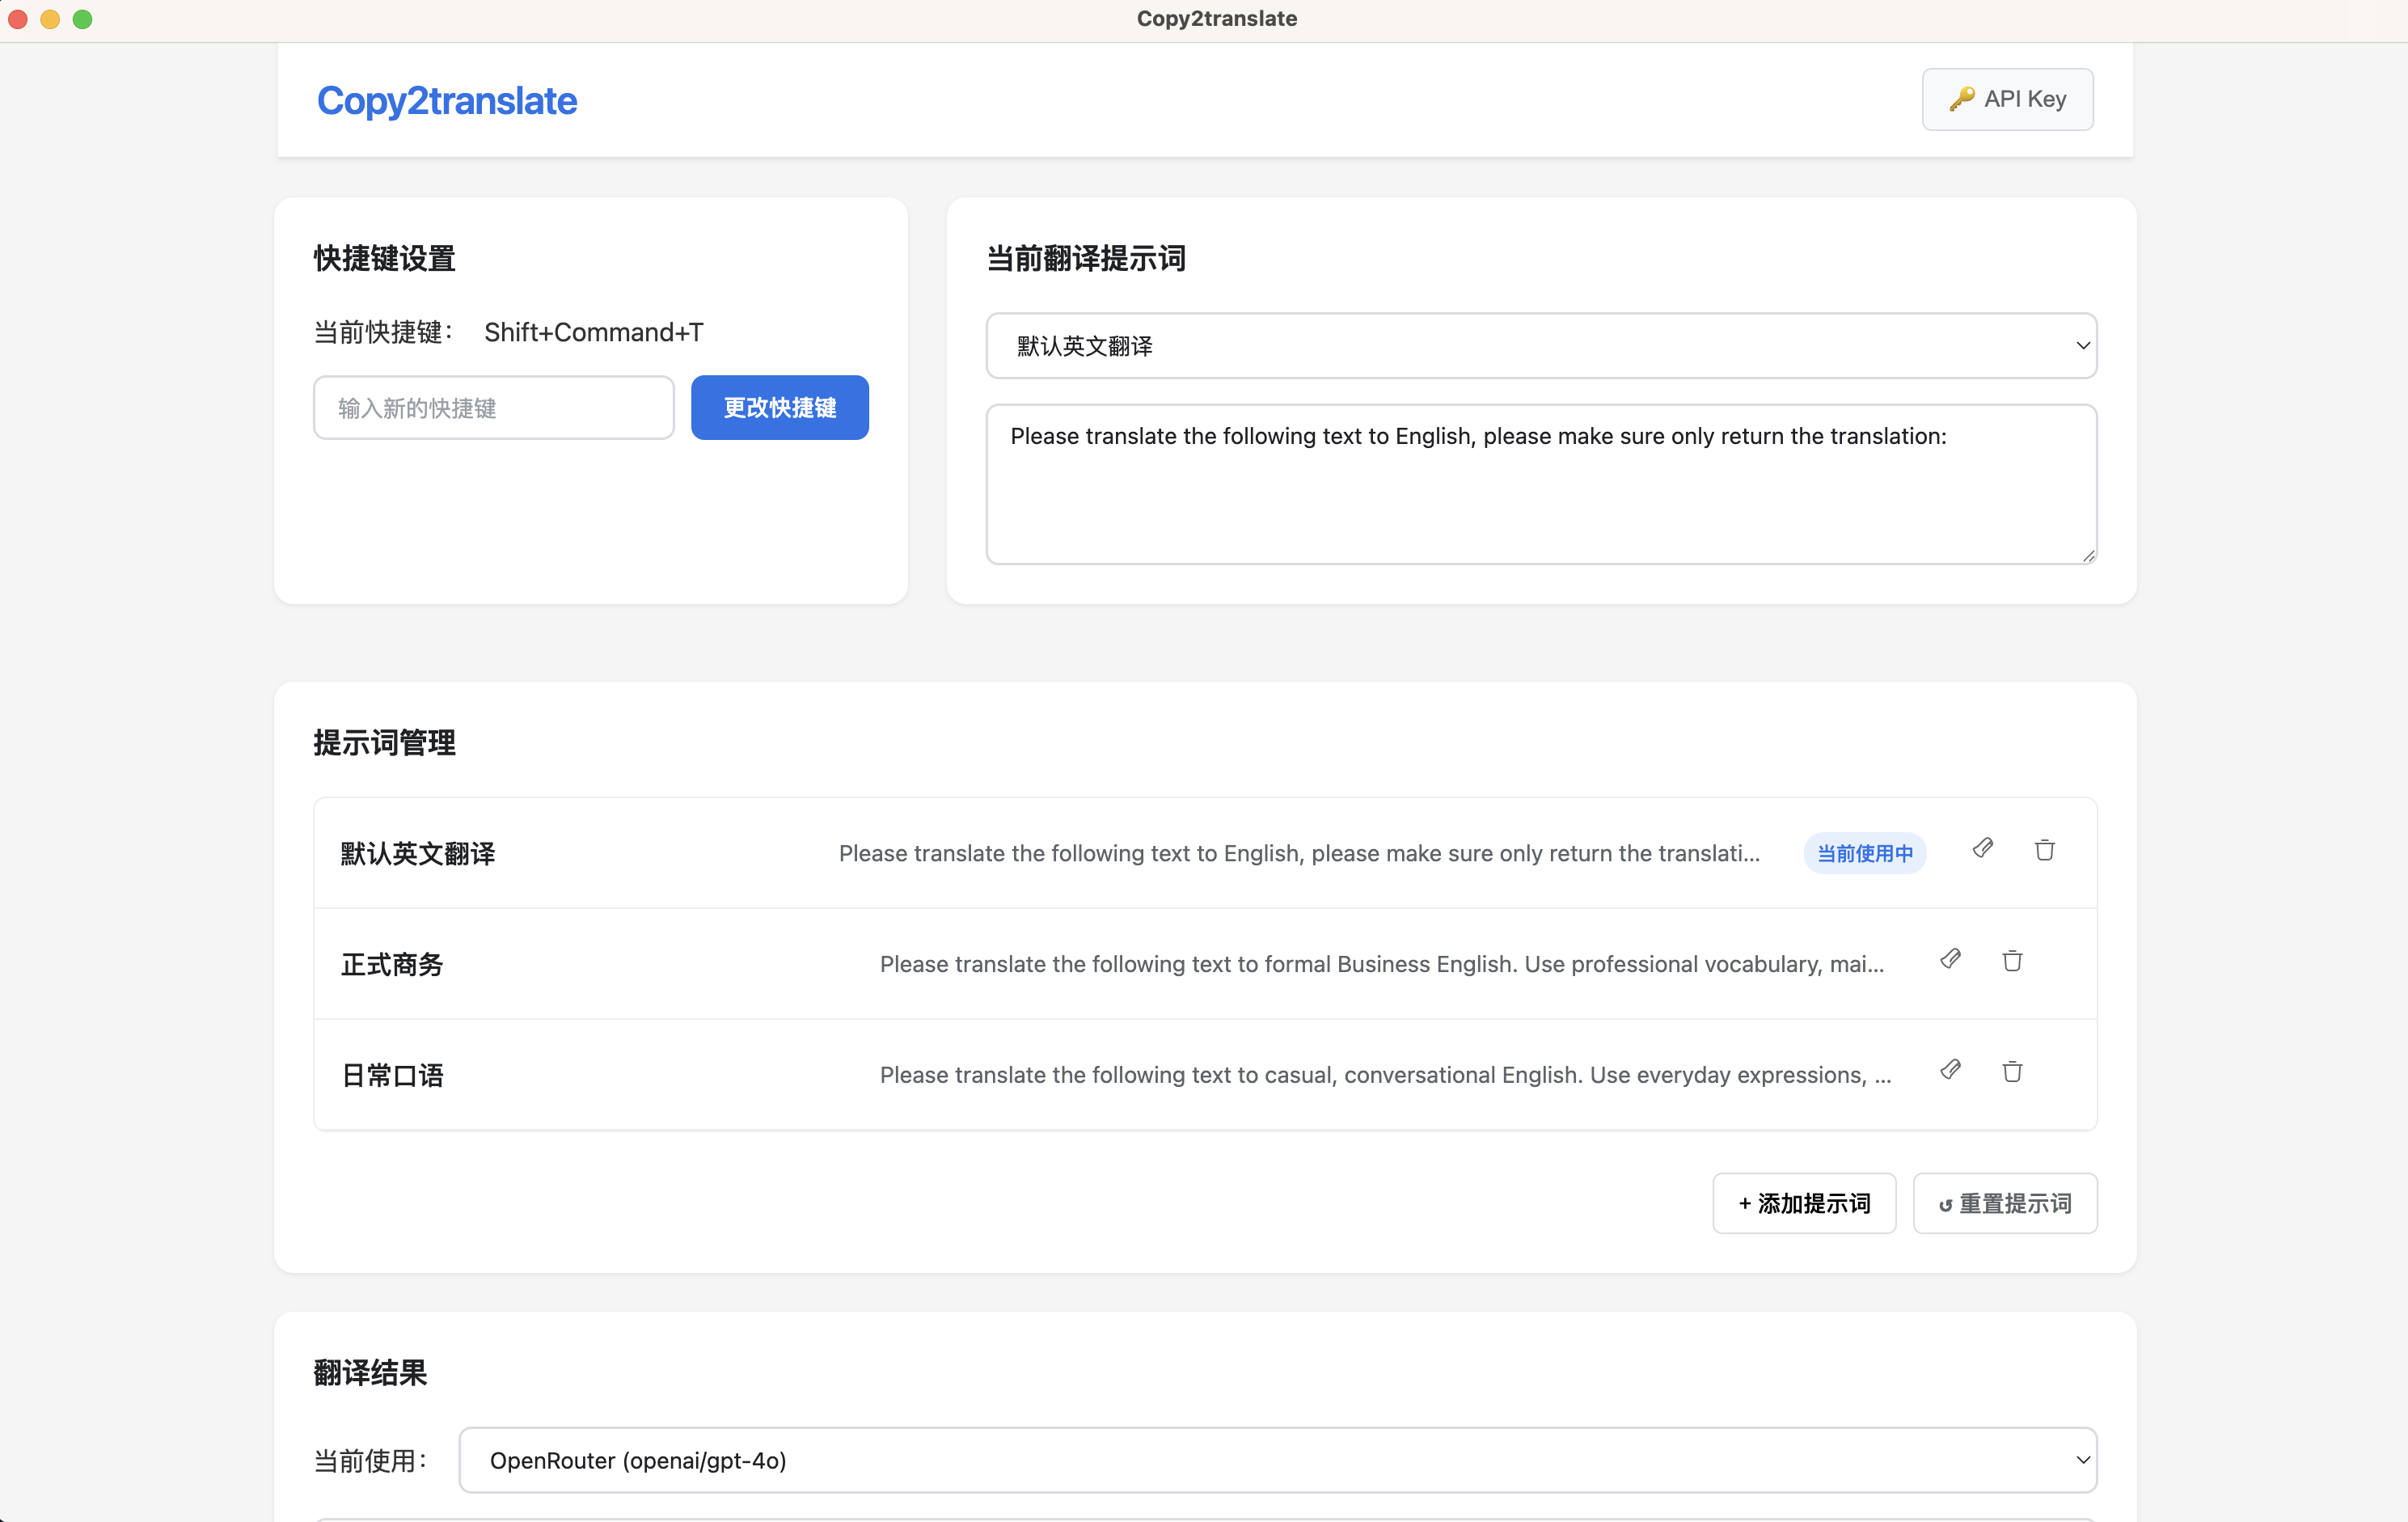 Copy2translate
Copy2translate
🔑 API Key
快捷键设置
当前快捷键： Shift+Command+T
输入新的快捷键
更改快捷键
当前翻译提示词
默认英文翻译
Please translate the following text to English, please make sure only return the translation:
提示词管理
默认英文翻译 Please translate the following text to English, please make sure only return the translati... 当前使用中
正式商务 Please translate the following text to formal Business English. Use professional vocabulary, mai...
日常口语 Please translate the following text to casual, conversational English. Use everyday expressions, ...
+ 添加提示词
↺ 重置提示词
翻译结果
当前使用： OpenRouter (openai/gpt-4o)